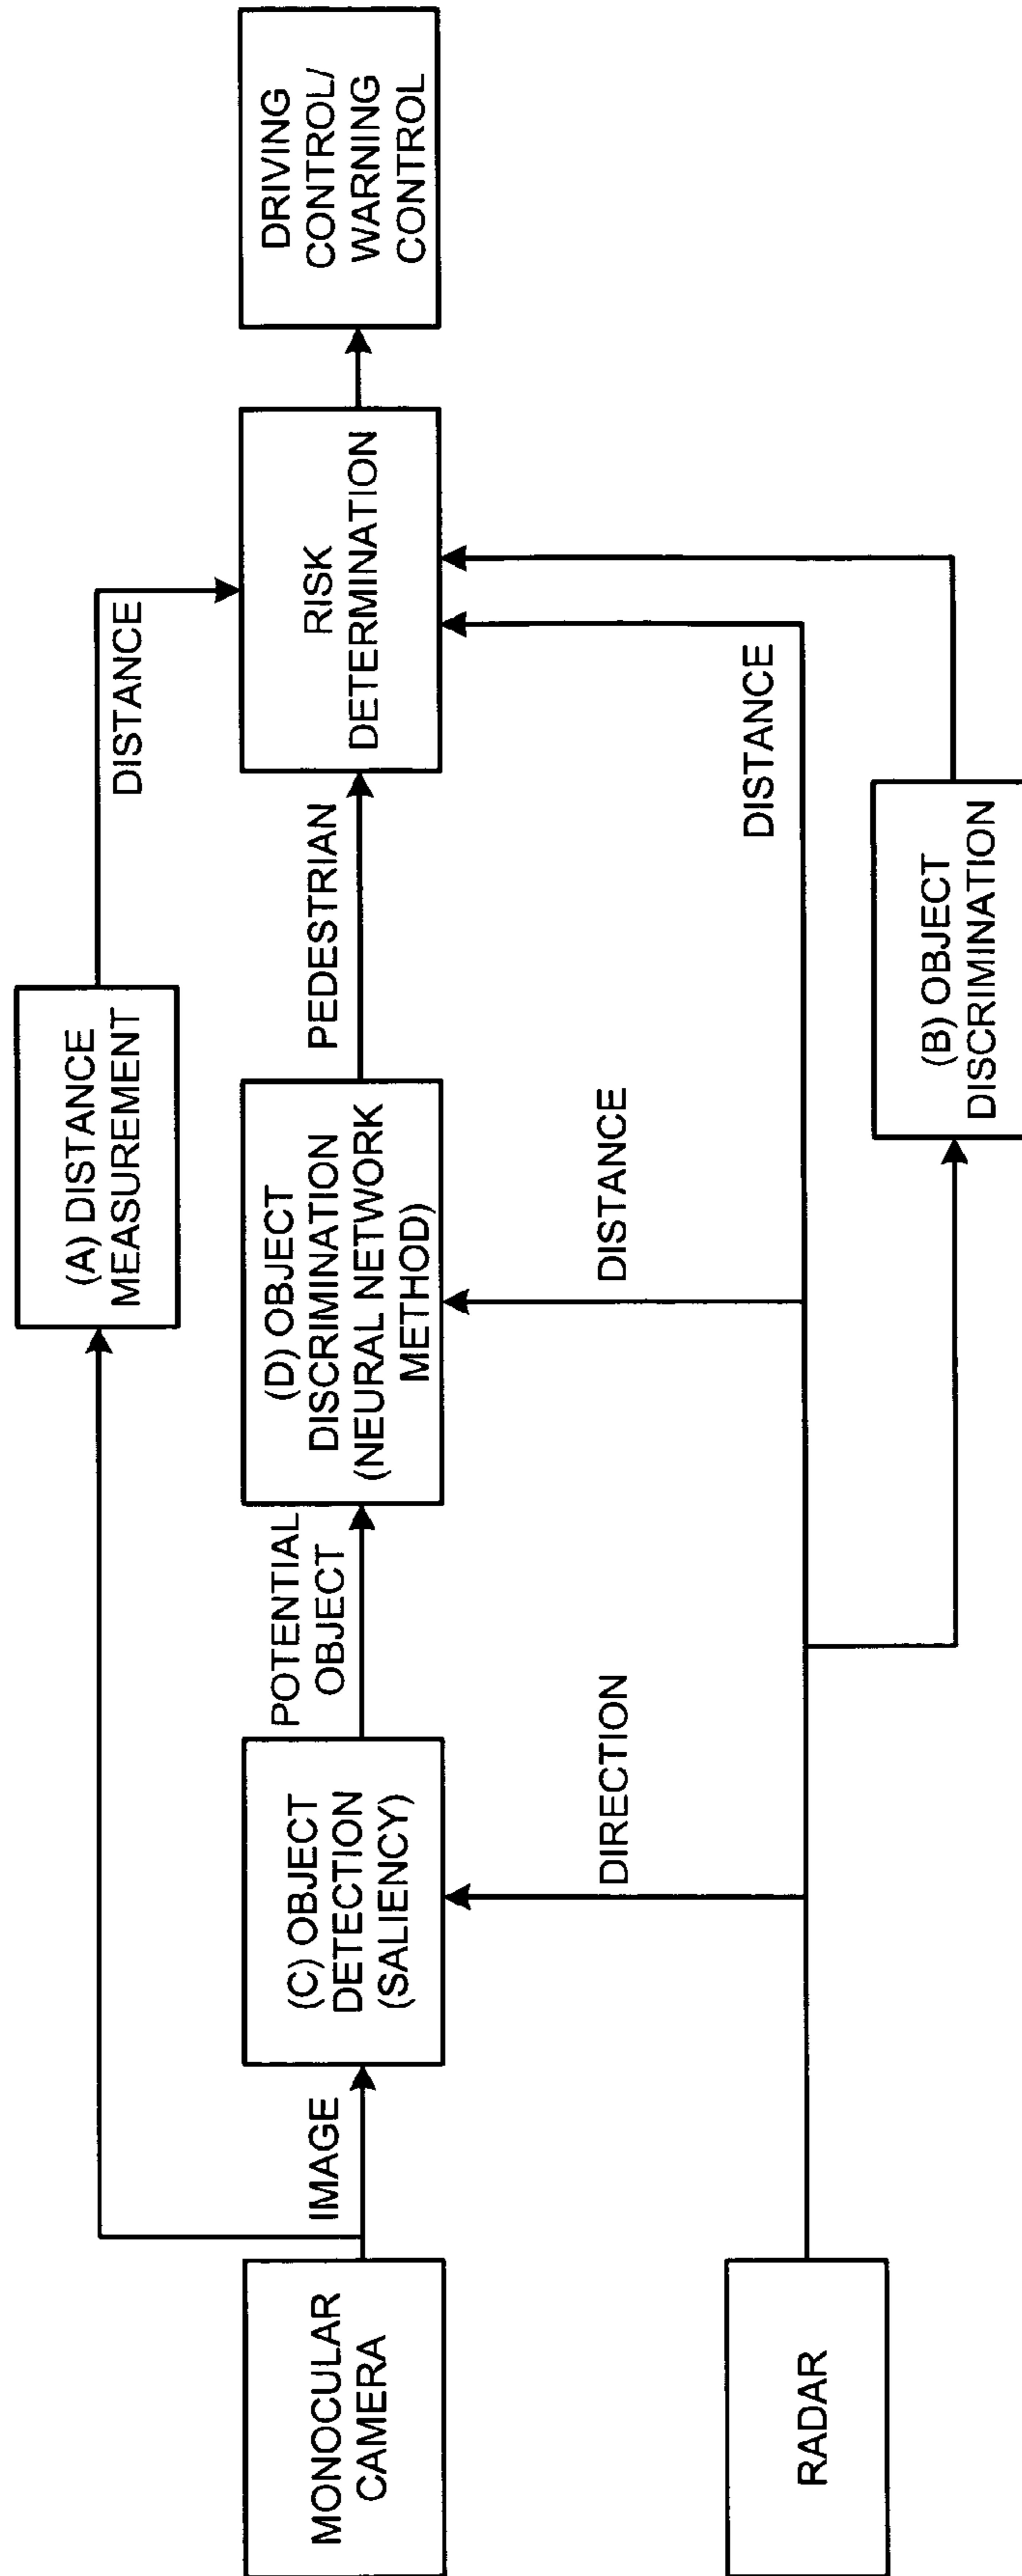 MONOCULAR
CAMERA
IMAGE
(A) DISTANCE
MEASUREMENT
DISTANCE
(C) OBJECT
DETECTION
(SALIENCY)
POTENTIAL
OBJECT
(D) OBJECT
DISCRIMINATION
(NEURAL NETWORK
METHOD)
PEDESTRIAN
RISK
DETERMINATION
DRIVING
CONTROL/
WARNING
CONTROL
DIRECTION
DISTANCE
DISTANCE
RADAR
(B) OBJECT
DISCRIMINATION